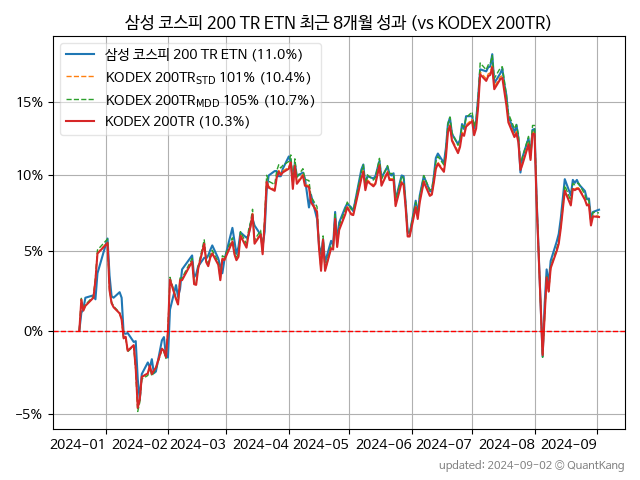 삼성 코스피 200 TR ETN 최근 8개월 성과 (vs KODEX 200TR)
삼성 코스피 200 TR ETN (11.0%)
KODEX 200TR_STD 101% (10.4%)
KODEX 200TR_MDD 105% (10.7%)
KODEX 200TR (10.3%)
15%
10%
5%
0%
−5%
2024-01 2024-02 2024-03 2024-04 2024-05 2024-06 2024-07 2024-08 2024-09
updated: 2024-09-02 © QuantKang